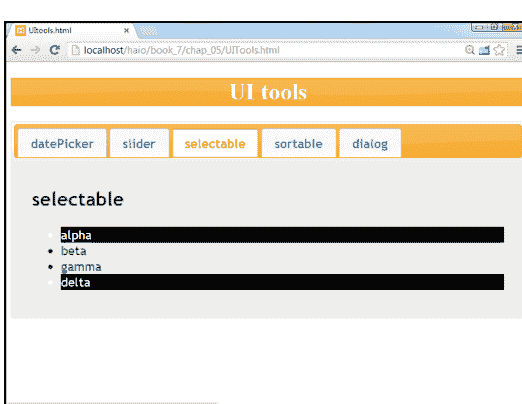 UItools.html
localhost/haio/book_7/chap_05/UITools.html
UI tools
datePicker slider selectable sortable dialog
selectable
alpha
beta
gamma
delta